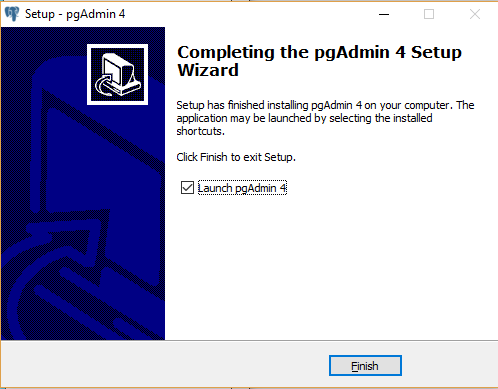 Setup - pgAdmin 4
Completing the pgAdmin 4 Setup
Wizard
Setup has finished installing pgAdmin 4 on your computer. The
application may be launched by selecting the installed
shortcuts.
Click Finish to exit Setup.
Launch pgAdmin 4
Finish